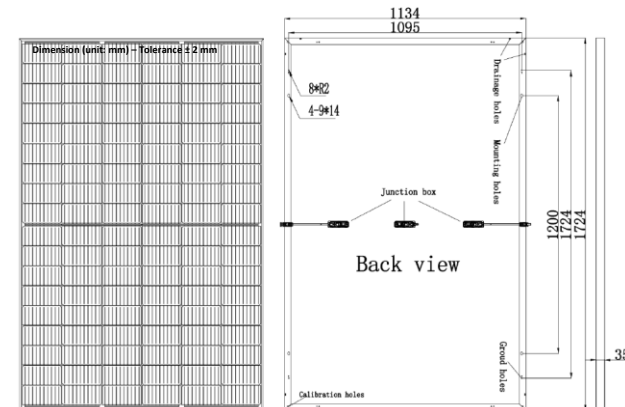 1134
1095
Dimension (unit: mm) – Tolerance ± 2 mm
8*R2
4-9*14
Drainage holes
Mounting holes
Junction box
1200
1724
1724
Back view
Groud holes
35
Calibration holes